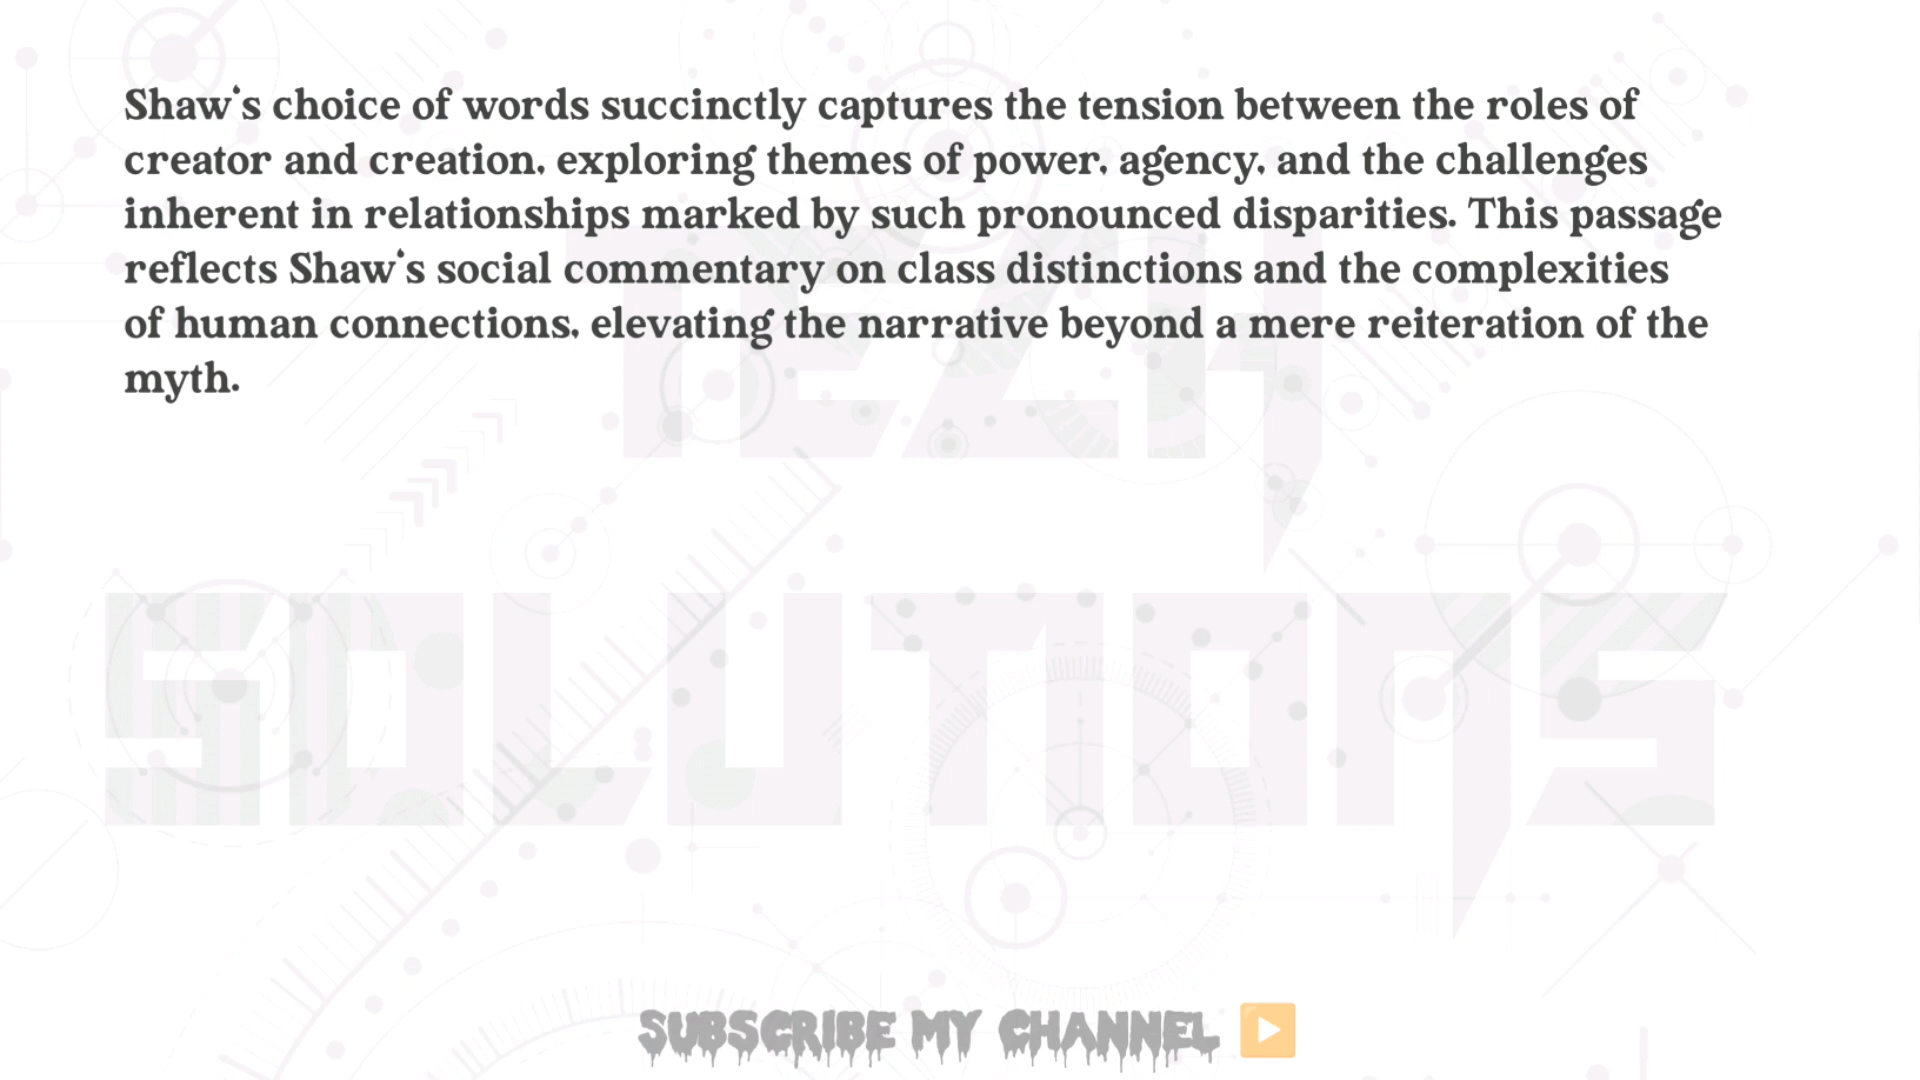 Shaw's choice of words succinctly captures the tension between the roles of
creator and creation, exploring themes of power, agency, and the challenges
inherent in relationships marked by such pronounced disparities. This passage
reflects Shaw's social commentary on class distinctions and the complexities
of human connections, elevating the narrative beyond a mere reiteration of the
myth.
TEZH
SOLUTIONS
SUBSCRIBE MY CHANNEL